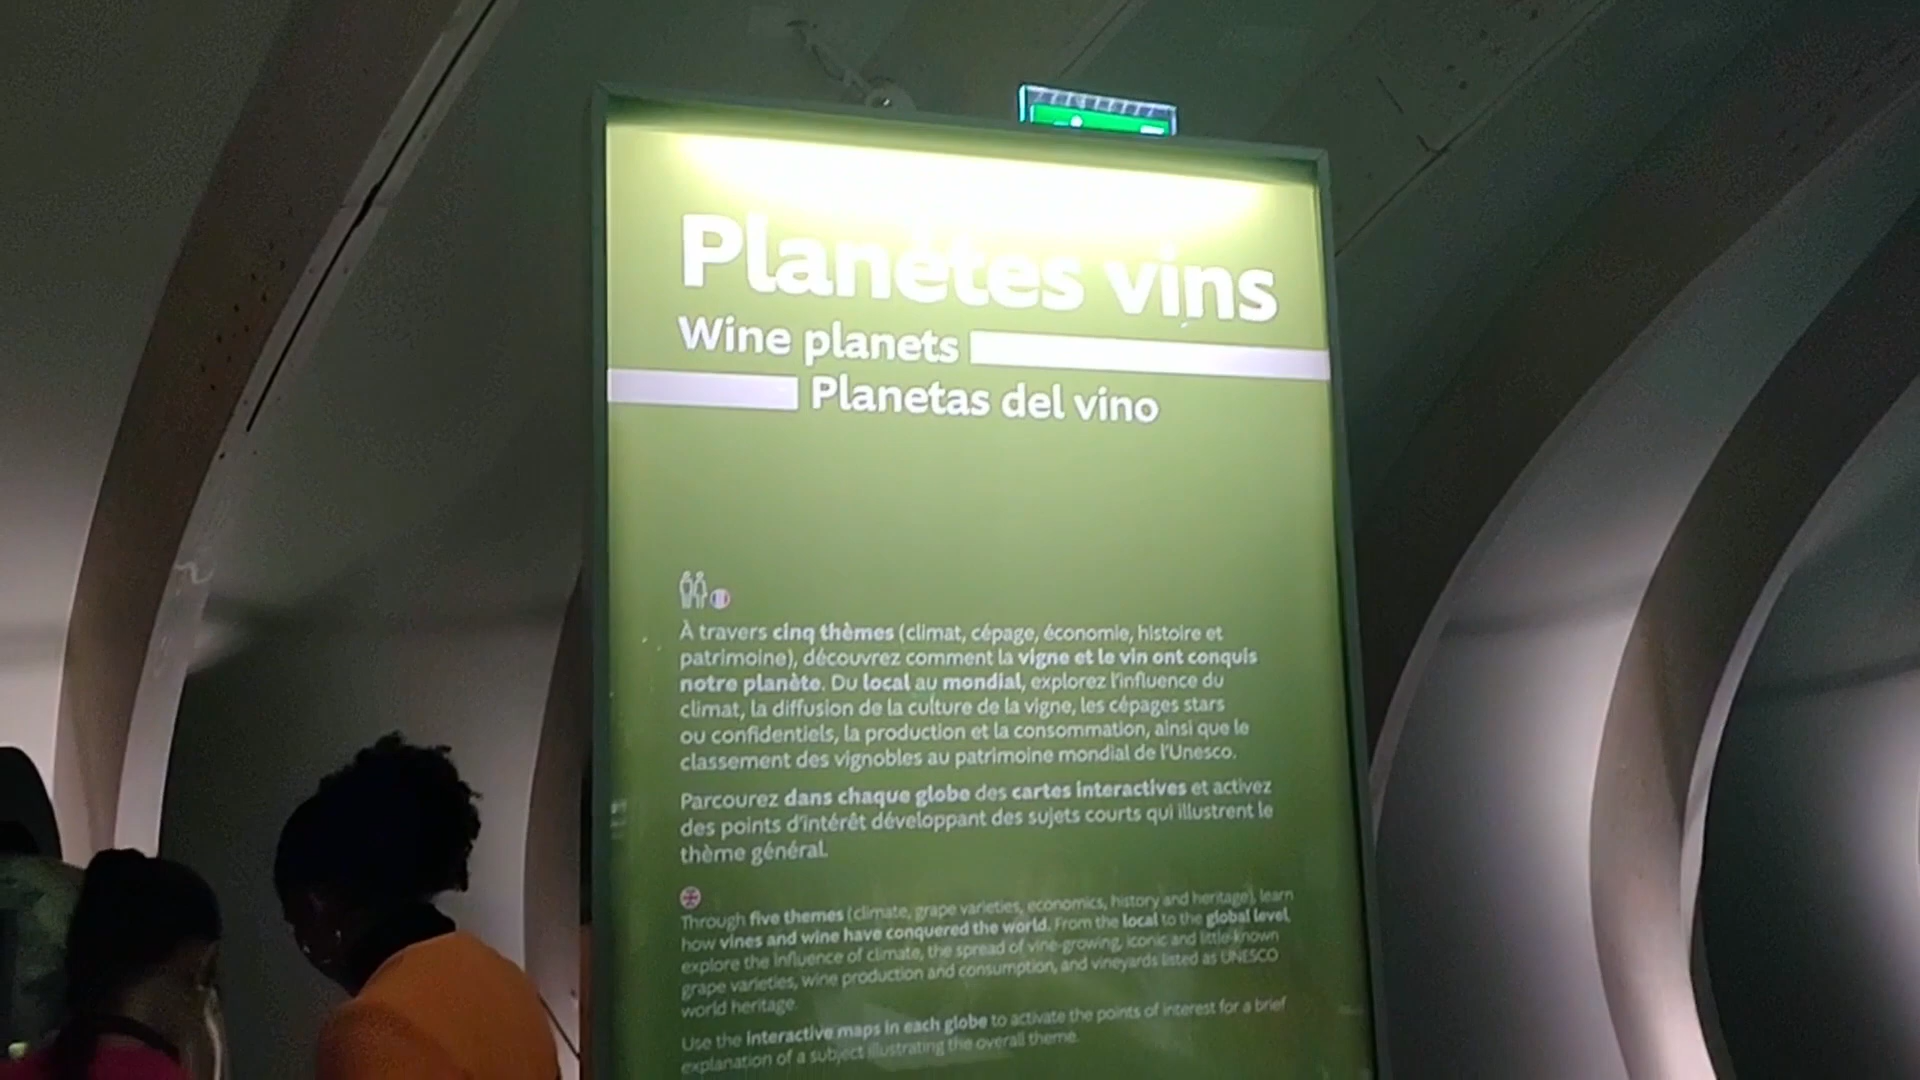 Planètes vins
Wine planets
Planetas del vino
À travers cinq thèmes (climat, cépage, économie, histoire et
patrimoine), découvrez comment la vigne et le vin ont conquis
notre planète. Du local au mondial, explorez l'influence du
climat, la diffusion de la culture de la vigne, les cépages stars
ou confidentiels, la production et la consommation, ainsi que le
classement des vignobles au patrimoine mondial de l'Unesco.
Parcourez dans chaque globe des cartes interactives et activez
des points d'intérêt développant des sujets courts qui illustrent le
thème général.
Through five themes (climate, grape varieties, economics, history and heritage), learn
how vines and wine have conquered the world. From the local to the global level,
explore the influence of climate, the spread of vine-growing, iconic and little-known
grape varieties, wine production and consumption, and vineyards listed as UNESCO
world heritage.
Use the interactive maps in each globe to activate the points of interest for a brief
explanation of a subject illustrating the overall theme.